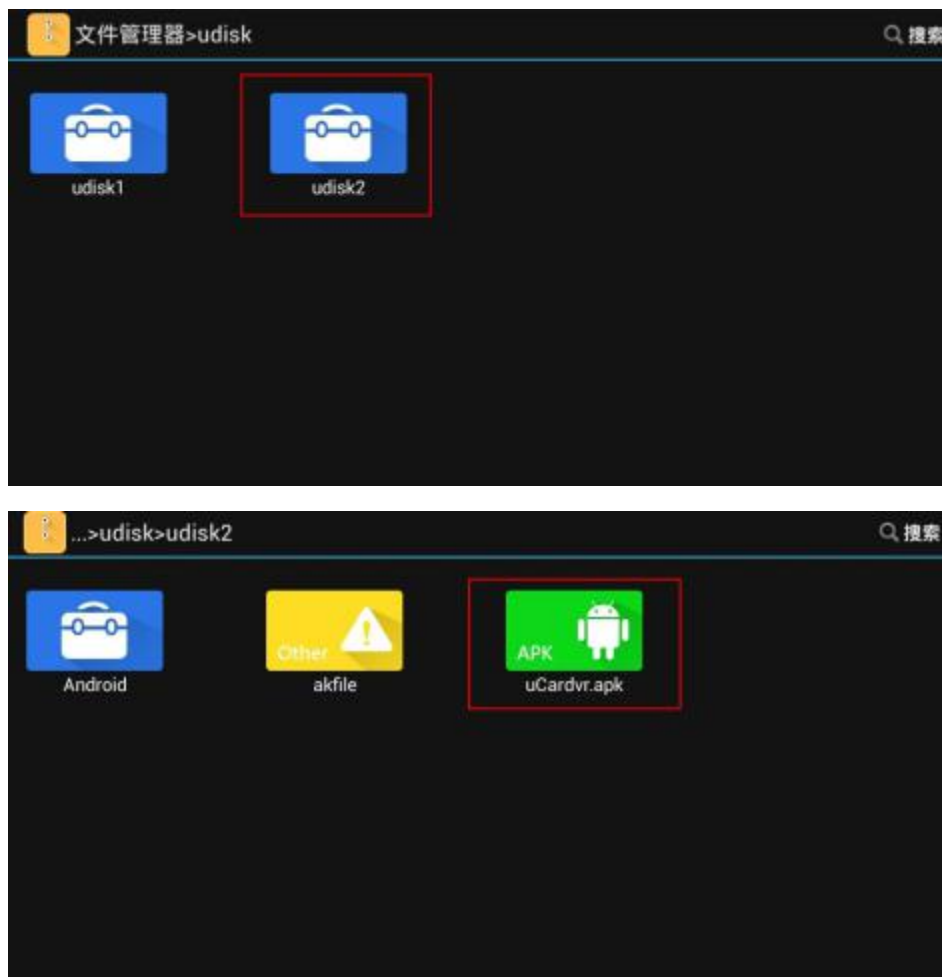 文件管理器>udisk
搜索
udisk1
udisk2
...>udisk>udisk2
搜索
Android
Other
akfile
APK
uCardvr.apk